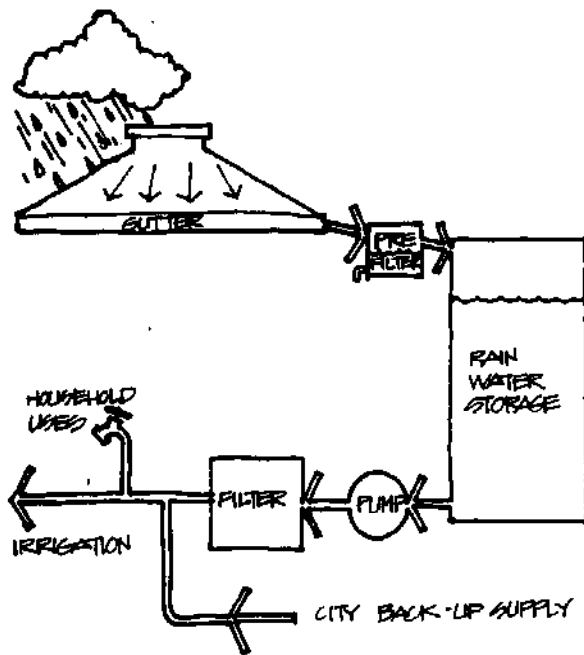 GUTTER
PRE
FILTER
RAIN
WATER
STORAGE
HOUSEHOLD
USES
FILTER
PUMP
IRRIGATION
CITY BACK-UP SUPPLY